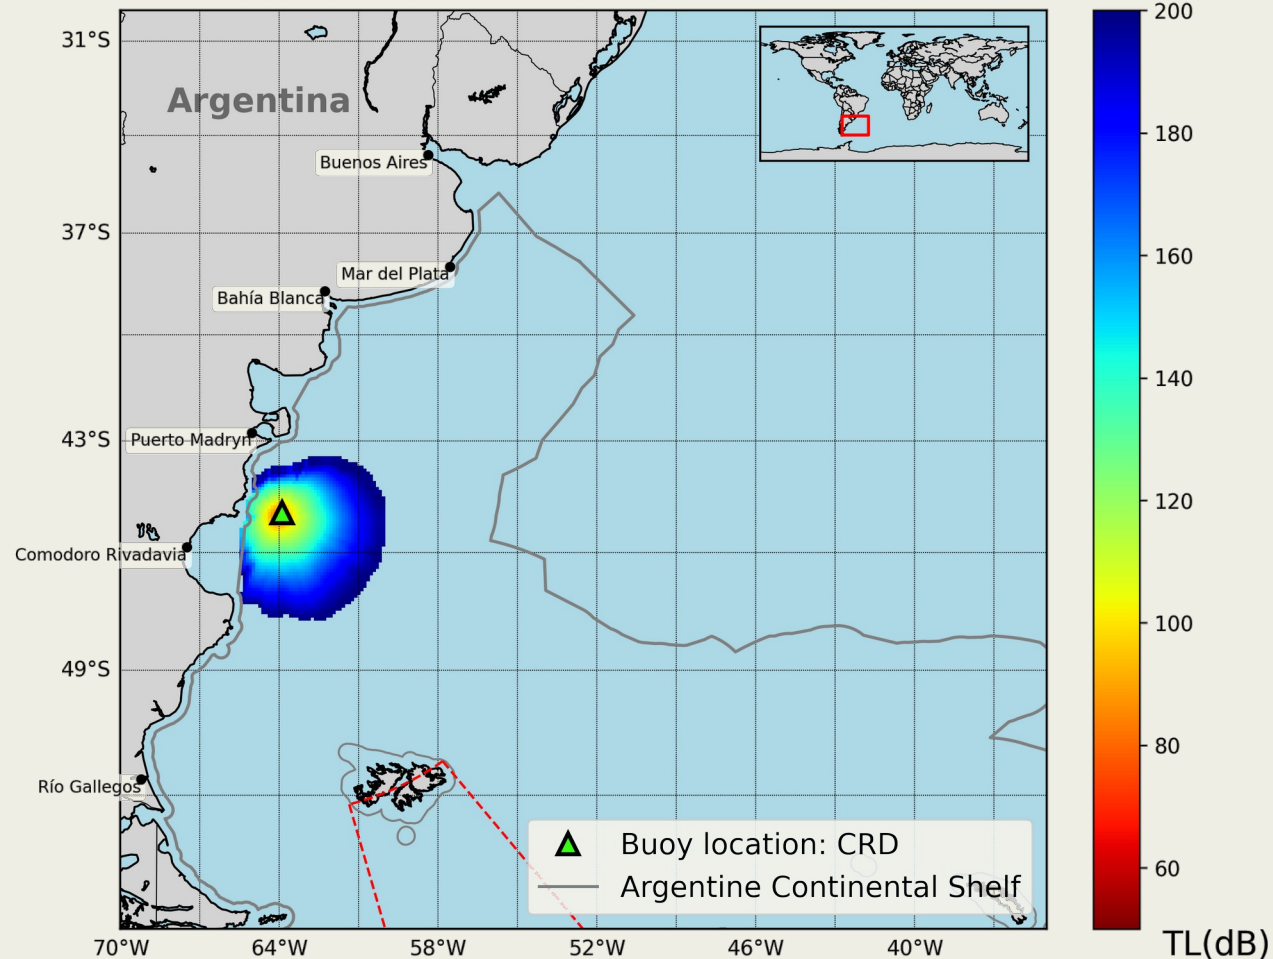 31°S
Argentina
Buenos Aires
37°S
Mar del Plata
Bahía Blanca
43°S
Puerto Madryn
Comodoro Rivadavia
49°S
Río Gallegos
Buoy location: CRD
Argentine Continental Shelf
70°W
64°W
58°W
52°W
46°W
40°W
200
180
160
140
120
100
80
60
TL(dB)